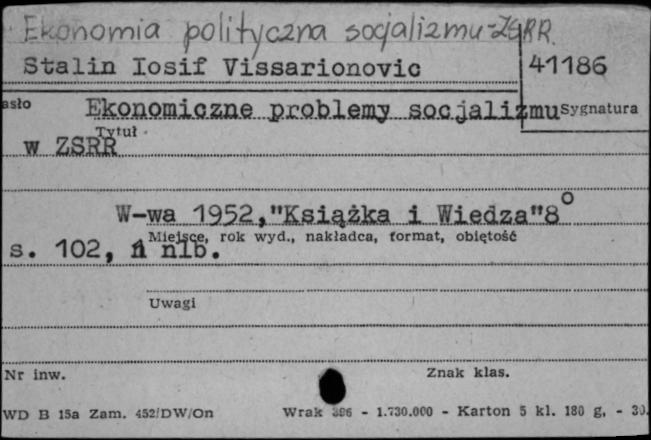 Ekonomia polityczna socjalizmu-ZSRR
Stalin Iosif Vissarionovic 41186
asło Ekonomiczne problemy socjalizmu Sygnatura
Tytuł
w ZSRR
W-wa 1952,"Książka i Wiedza"8°
Miejsce, rok wyd., nakładca, format, objętość
s. 102, 1 nlb.
Uwagi
Nr inw. Znak klas.
WD B 15a Zam. 452/DW/On Wrak 396 - 1.730.000 - Karton 5 kl. 180 g, - 30.